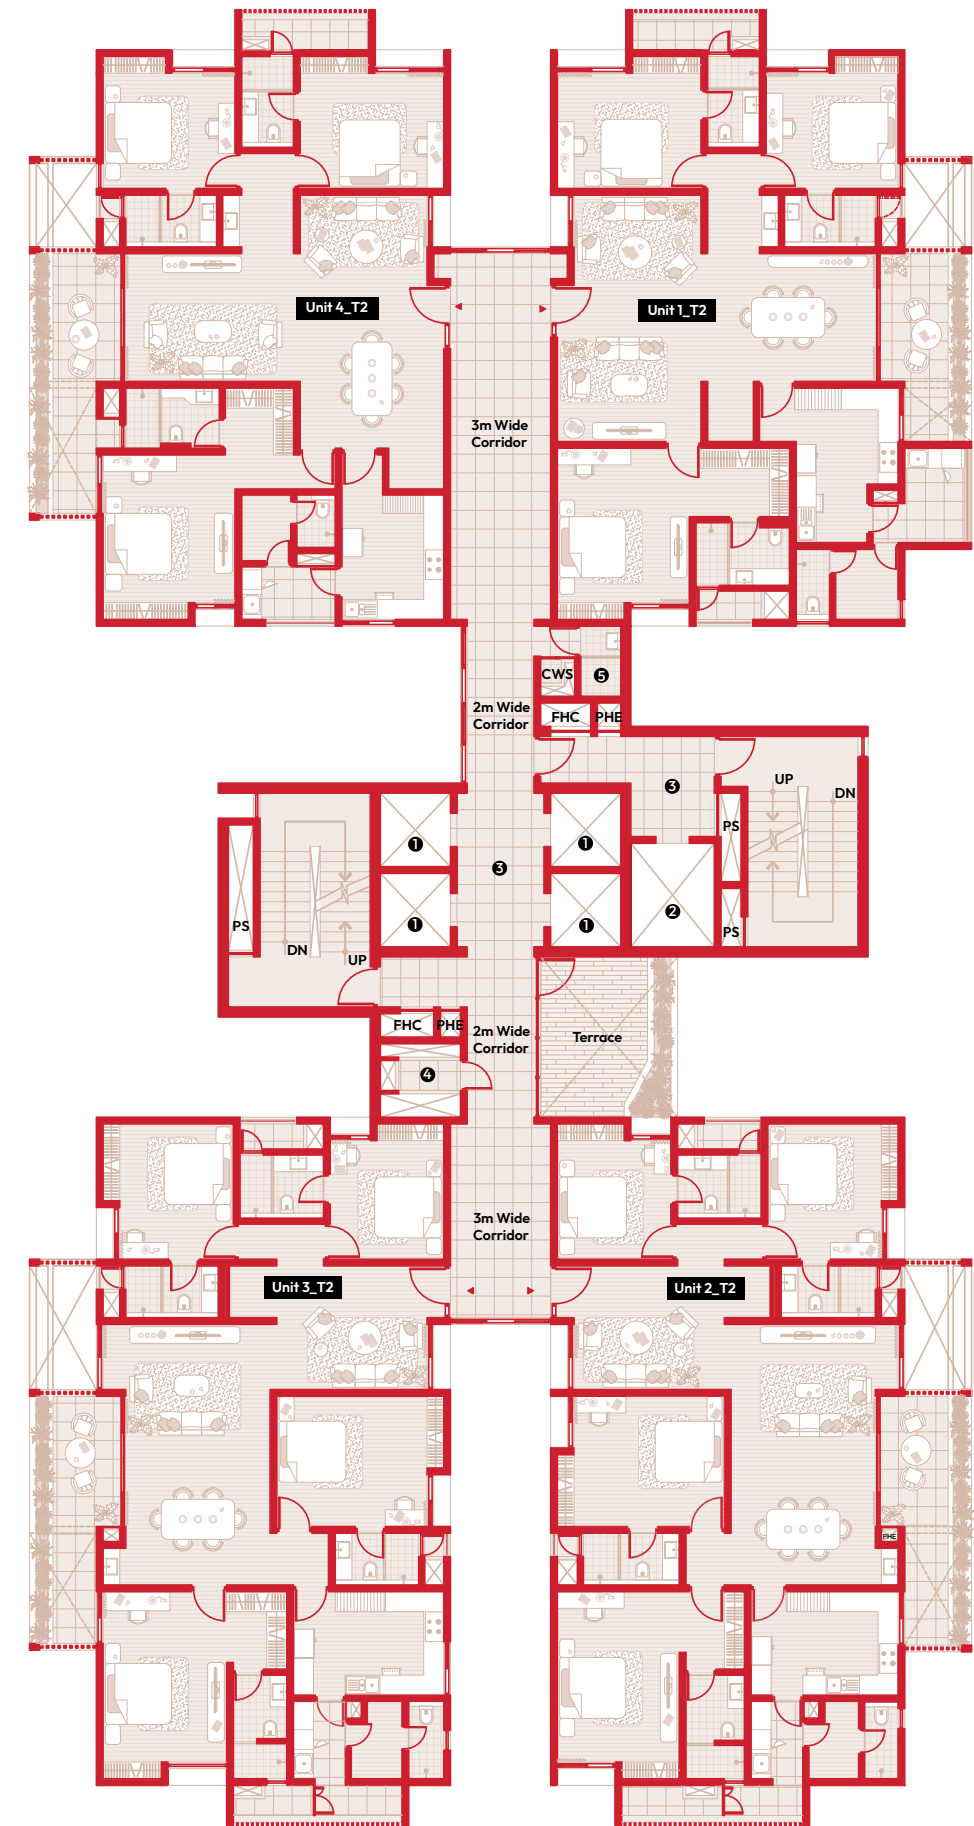 Unit 4_T2
Unit 1_T2
3m Wide
Corridor
CWS
5
2m Wide
Corridor
FHC
PHE
3
UP
DN
PS
1
1
3
1
1
2
PS
PS
DN
UP
FHC
PHE
2m Wide
Corridor
Terrace
4
3m Wide
Corridor
Unit 3_T2
Unit 2_T2
PHE